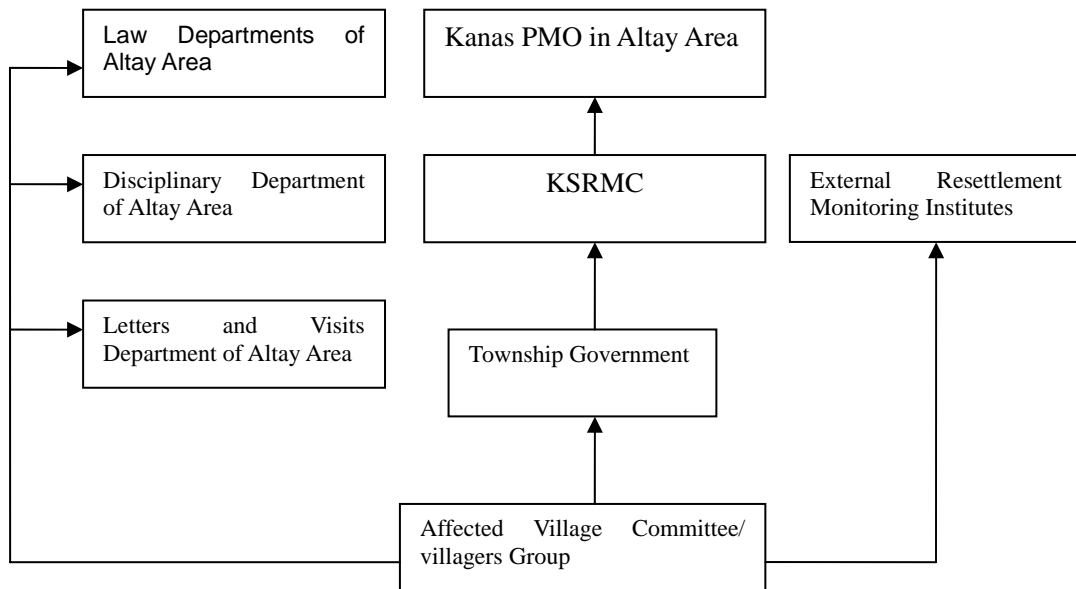 Law Departments of
Altay Area
Kanas PMO in Altay Area
Disciplinary Department
of Altay Area
KSRMC
External Resettlement
Monitoring Institutes
Letters and Visits
Department of Altay Area
Township Government
Affected Village Committee/
villagers Group